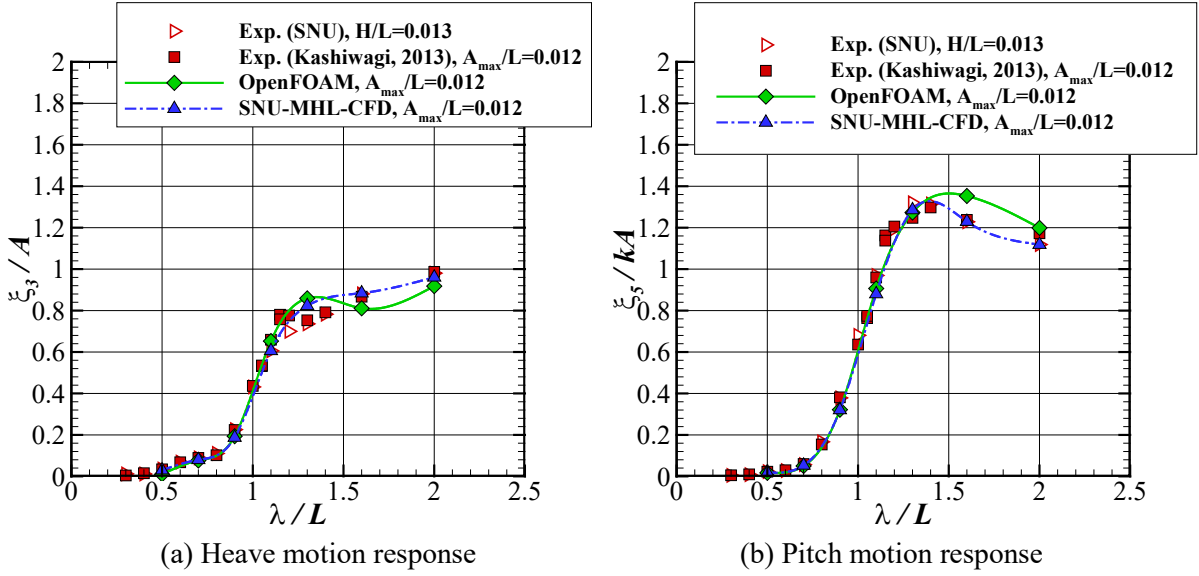 Exp. (SNU), H/L=0.013
Exp. (Kashiwagi, 2013), Amax/L=0.012
OpenFOAM, Amax/L=0.012
SNU-MHL-CFD, Amax/L=0.012
2
1.8
1.6
1.4
1.2
1
0.8
0.6
0.4
0.2
0
ξ3 / A
0 0.5 1 1.5 2 2.5
λ / L
(a) Heave motion response
Exp. (SNU), H/L=0.013
Exp. (Kashiwagi, 2013), Amax/L=0.012
OpenFOAM, Amax/L=0.012
SNU-MHL-CFD, Amax/L=0.012
2
1.8
1.6
1.4
1.2
1
0.8
0.6
0.4
0.2
0
ξ5 / kA
0 0.5 1 1.5 2 2.5
λ / L
(b) Pitch motion response